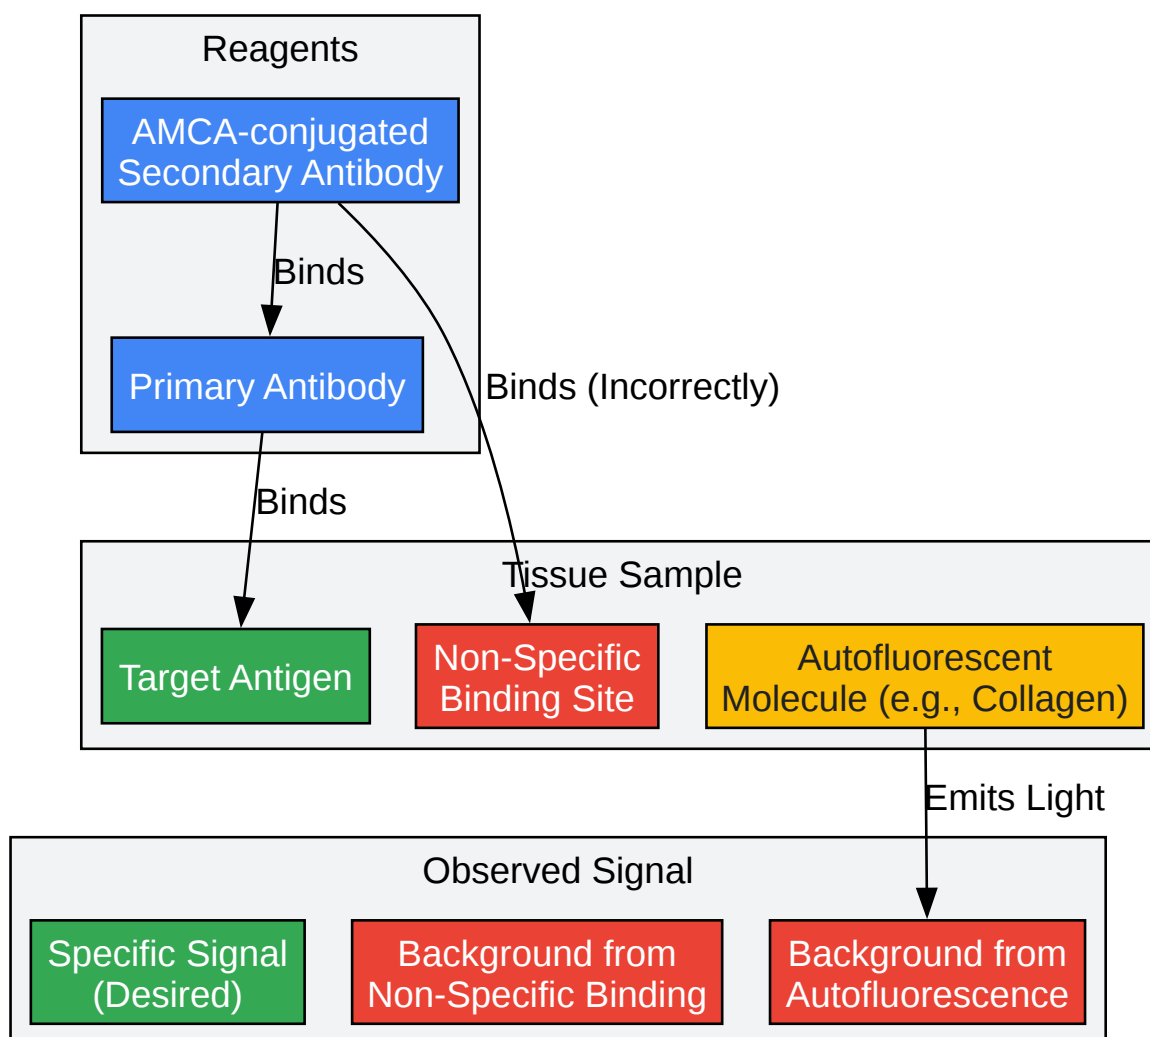 Reagents
AMCA-conjugated
Secondary Antibody
Binds
Primary Antibody
Binds (Incorrectly)
Binds
Tissue Sample
Target Antigen
Non-Specific
Binding Site
Autofluorescent
Molecule (e.g., Collagen)
Emits Light
Observed Signal
Specific Signal
(Desired)
Background from
Non-Specific Binding
Background from
Autofluorescence